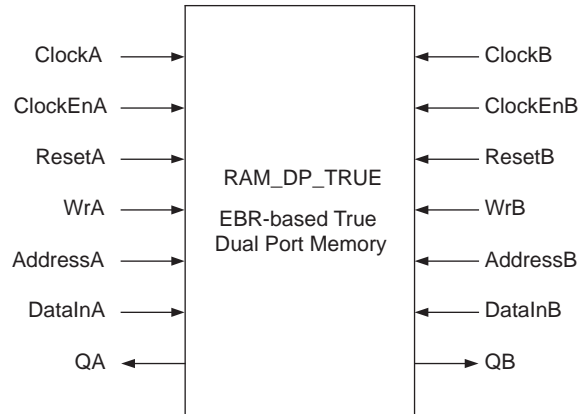 ClockA
ClockEnA
ResetA
WrA
AddressA
DataInA
QA
RAM_DP_TRUE
EBR-based True
Dual Port Memory
ClockB
ClockEnB
ResetB
WrB
AddressB
DataInB
QB